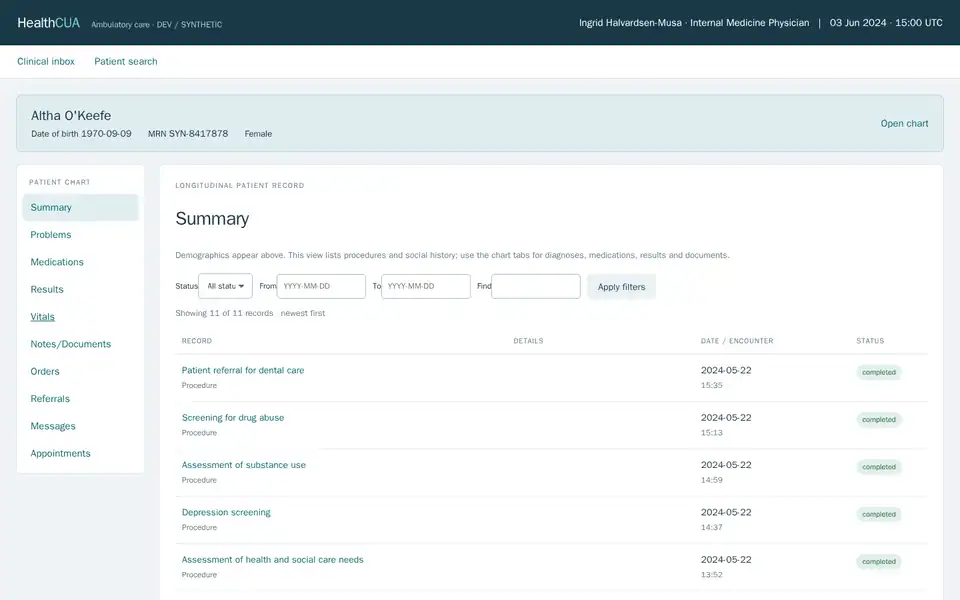 HealthCUA Ambulatory care · DEV / SYNTHETIC Ingrid Halvardsen-Musa · Internal Medicine Physician | 03 Jun 2024 · 15:00 UTC
Clinical inbox Patient search
Altha O'Keefe
Date of birth 1970-09-09 MRN SYN-8417878 Female
Open chart
PATIENT CHART
Summary
Problems
Medications
Results
Vitals
Notes/Documents
Orders
Referrals
Messages
Appointments
LONGITUDINAL PATIENT RECORD
Summary
Demographics appear above. This view lists procedures and social history; use the chart tabs for diagnoses, medications, results and documents.
Status All statu From YYYY-MM-DD To YYYY-MM-DD Find Apply filters
Showing 11 of 11 records newest first
RECORD DETAILS DATE / ENCOUNTER STATUS
Patient referral for dental care 2024-05-22 completed
Procedure 15:35
Screening for drug abuse 2024-05-22 completed
Procedure 15:13
Assessment of substance use 2024-05-22 completed
Procedure 14:59
Depression screening 2024-05-22 completed
Procedure 14:37
Assessment of health and social care needs 2024-05-22 completed
Procedure 13:52